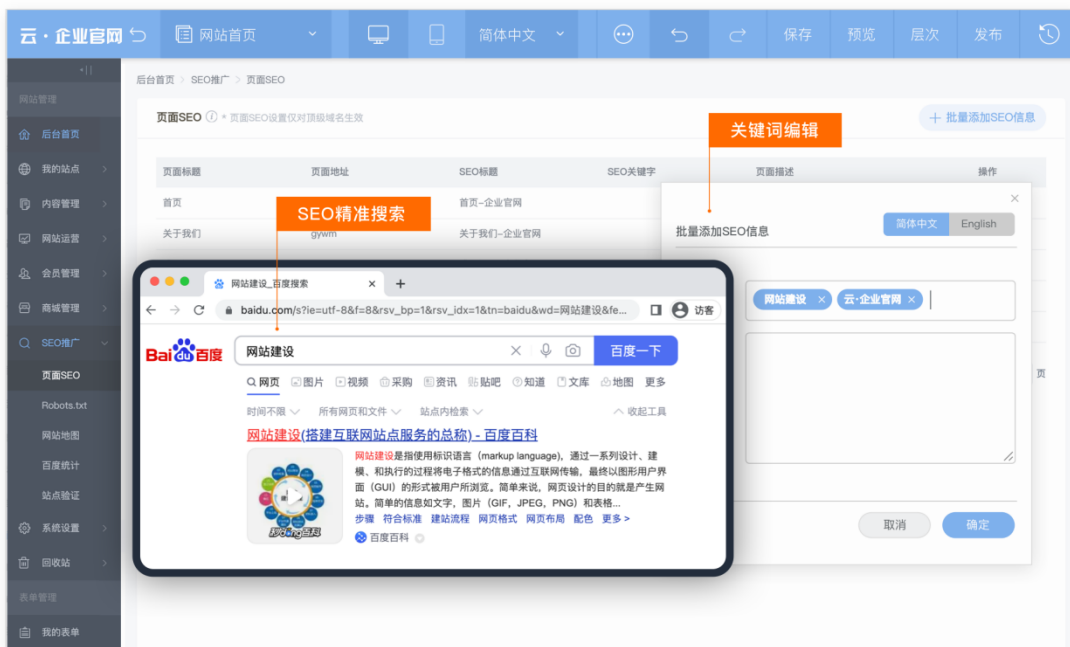 云·企业官网
网站首页
简体中文
保存
预览
层次
发布
网站管理
后台首页
我的站点
内容管理
网站运营
会员管理
商城管理
SEO推广
页面SEO
Robots.txt
网站地图
百度统计
站点验证
系统设置
回收站
表单管理
我的表单
后台首页 > SEO推广 > 页面SEO
页面SEO * 页面SEO设置仅对顶级域名生效
+ 批量添加SEO信息
页面标题 页面地址 SEO标题 SEO关键字 页面描述 操作
首页 首页-企业官网
关于我们 gywm 关于我们-企业官网
页
关键词编辑
SEO精准搜索
批量添加SEO信息
简体中文 English
网站建设 × 云·企业官网 ×
取消 确定
网站建设_百度搜索
baidu.com/s?ie=utf-8&f=8&rsv_bp=1&rsv_idx=1&tn=baidu&wd=网站建设&fe...
访客
Bai du 百度
网站建设
百度一下
网页 图片 视频 采购 资讯 贴吧 知道 文库 地图 更多
时间不限 所有网页和文件 站点内检索 收起工具
网站建设(搭建互联网站点服务的总称) - 百度百科
网站建设是指使用标识语言（markup language)，通过一系列设计、建
模、和执行的过程将电子格式的信息通过互联网传输，最终以图形用户界
面（GUI）的形式被用户所浏览。简单来说，网页设计的目的就是产生网
站。简单的信息如文字，图片（GIF，JPEG，PNG）和表格...
步骤 符合标准 建站流程 网页格式 网页布局 配色 更多 >
百度百科